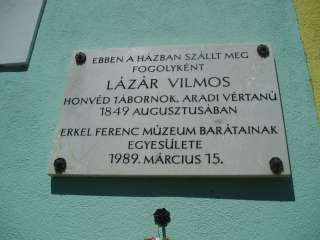 EBBEN A HÁZBAN SZÁLLT MEG
FOGOLYKÉNT
LÁZÁR VILMOS
HONVÉD TÁBORNOK, ARADI VÉRTANÚ
1849 AUGUSZTUSÁBAN
ERKEL FERENC MÚZEUM BARÁTAINAK
EGYESÜLETE
1989. MÁRCIUS 15.